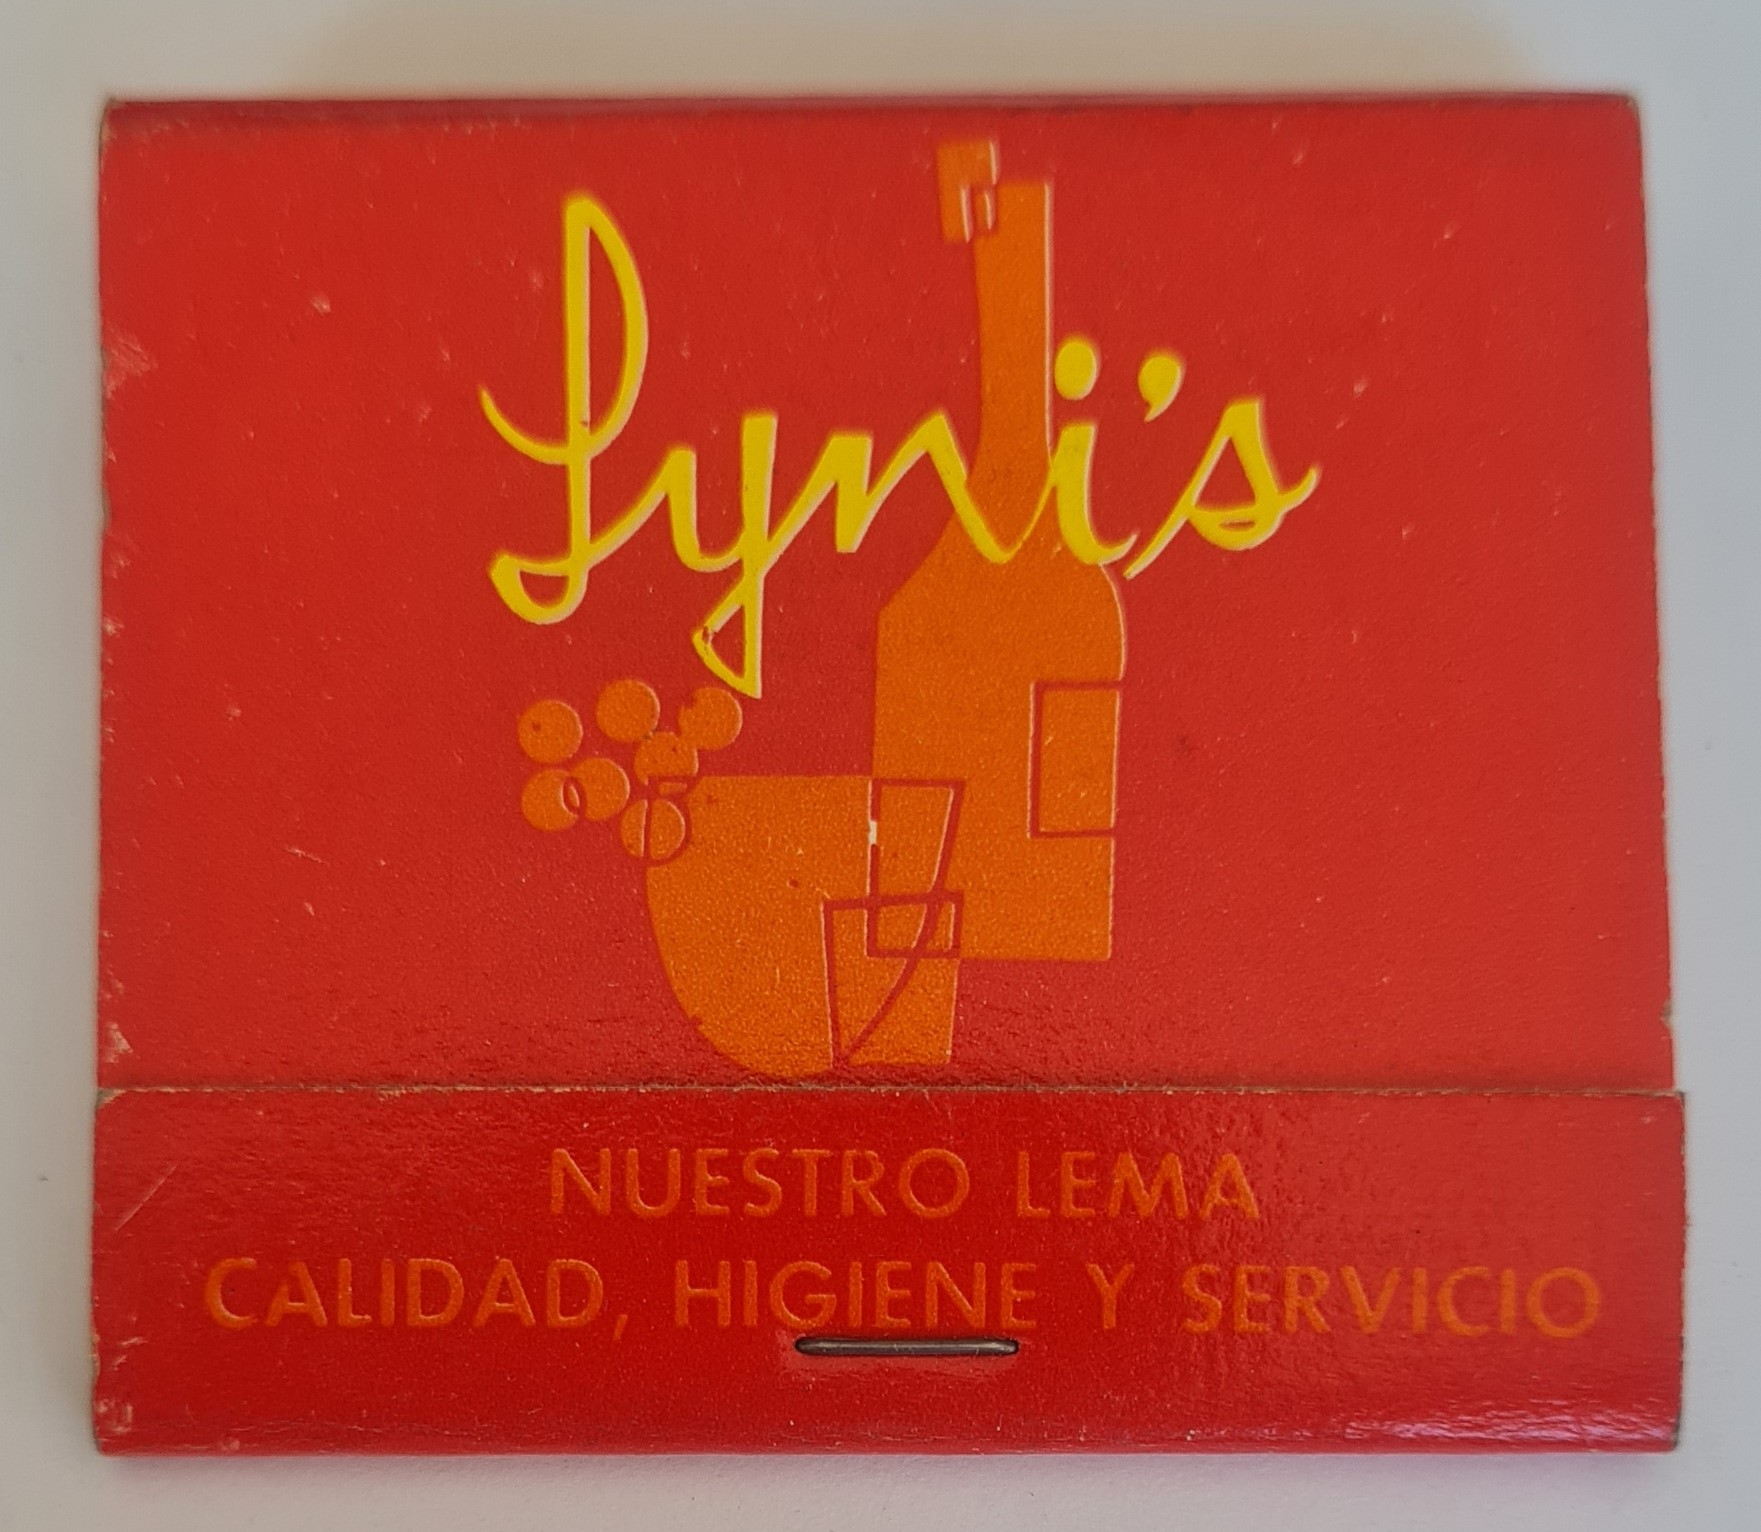 Lyni's
NUESTRO LEMA
CALIDAD, HIGIENE Y SERVICIO